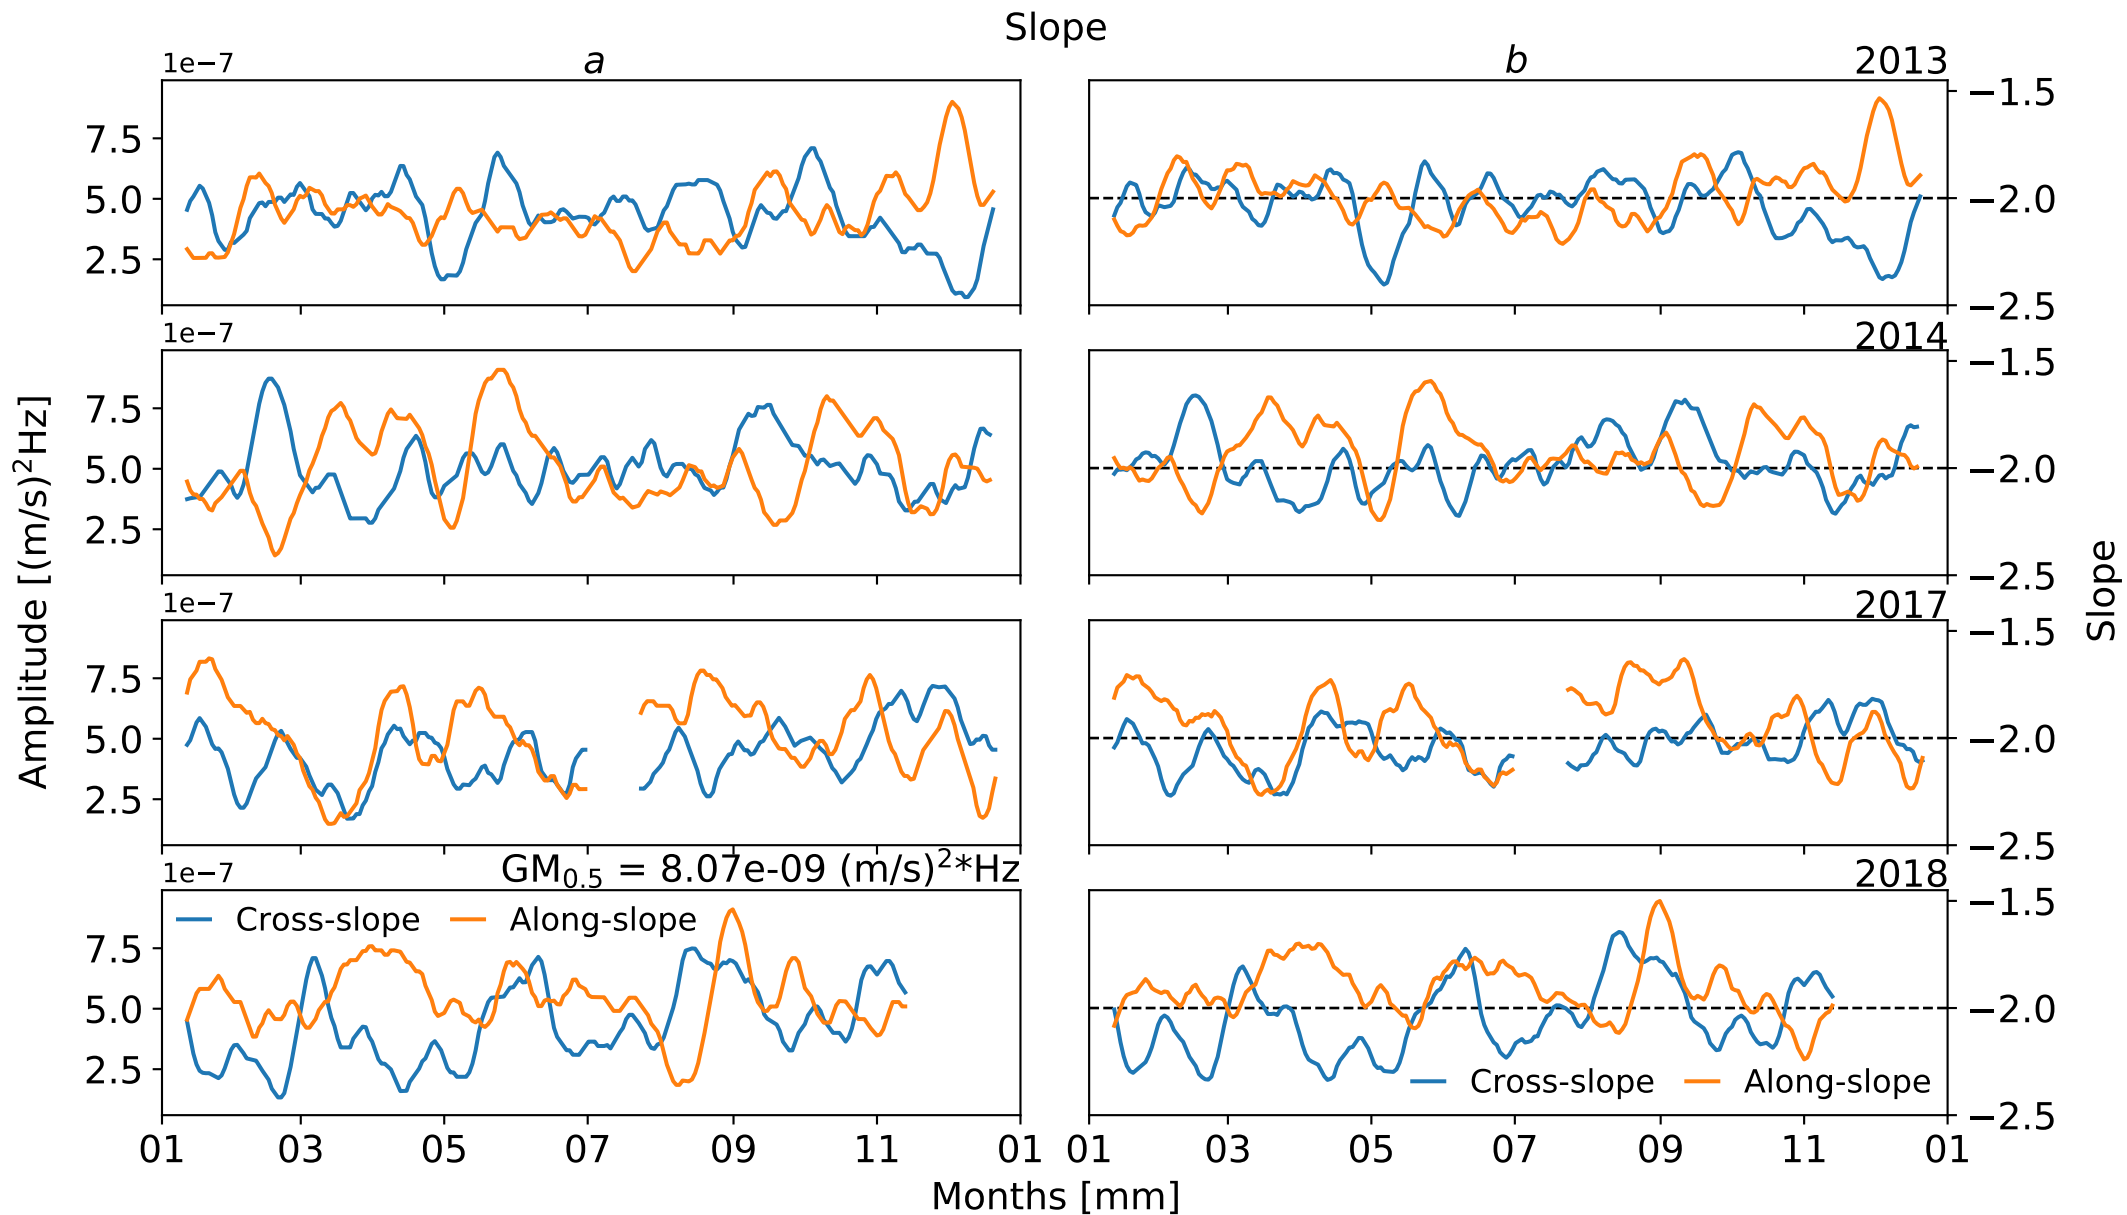 Slope
1e−7
a
b
2013
7.5
5.0
2.5
−1.5
−2.0
−2.5
1e−7
2014
7.5
5.0
2.5
−1.5
−2.0
−2.5
Amplitude [(m/s)²Hz]
Slope
1e−7
2017
7.5
5.0
2.5
−1.5
−2.0
−2.5
1e−7
GM₀.₅ = 8.07e-09 (m/s)²*Hz
2018
Cross-slope Along-slope
7.5
5.0
2.5
−1.5
−2.0
−2.5
Cross-slope Along-slope
01 03 05 07 09 11 01
01 03 05 07 09 11 01
Months [mm]